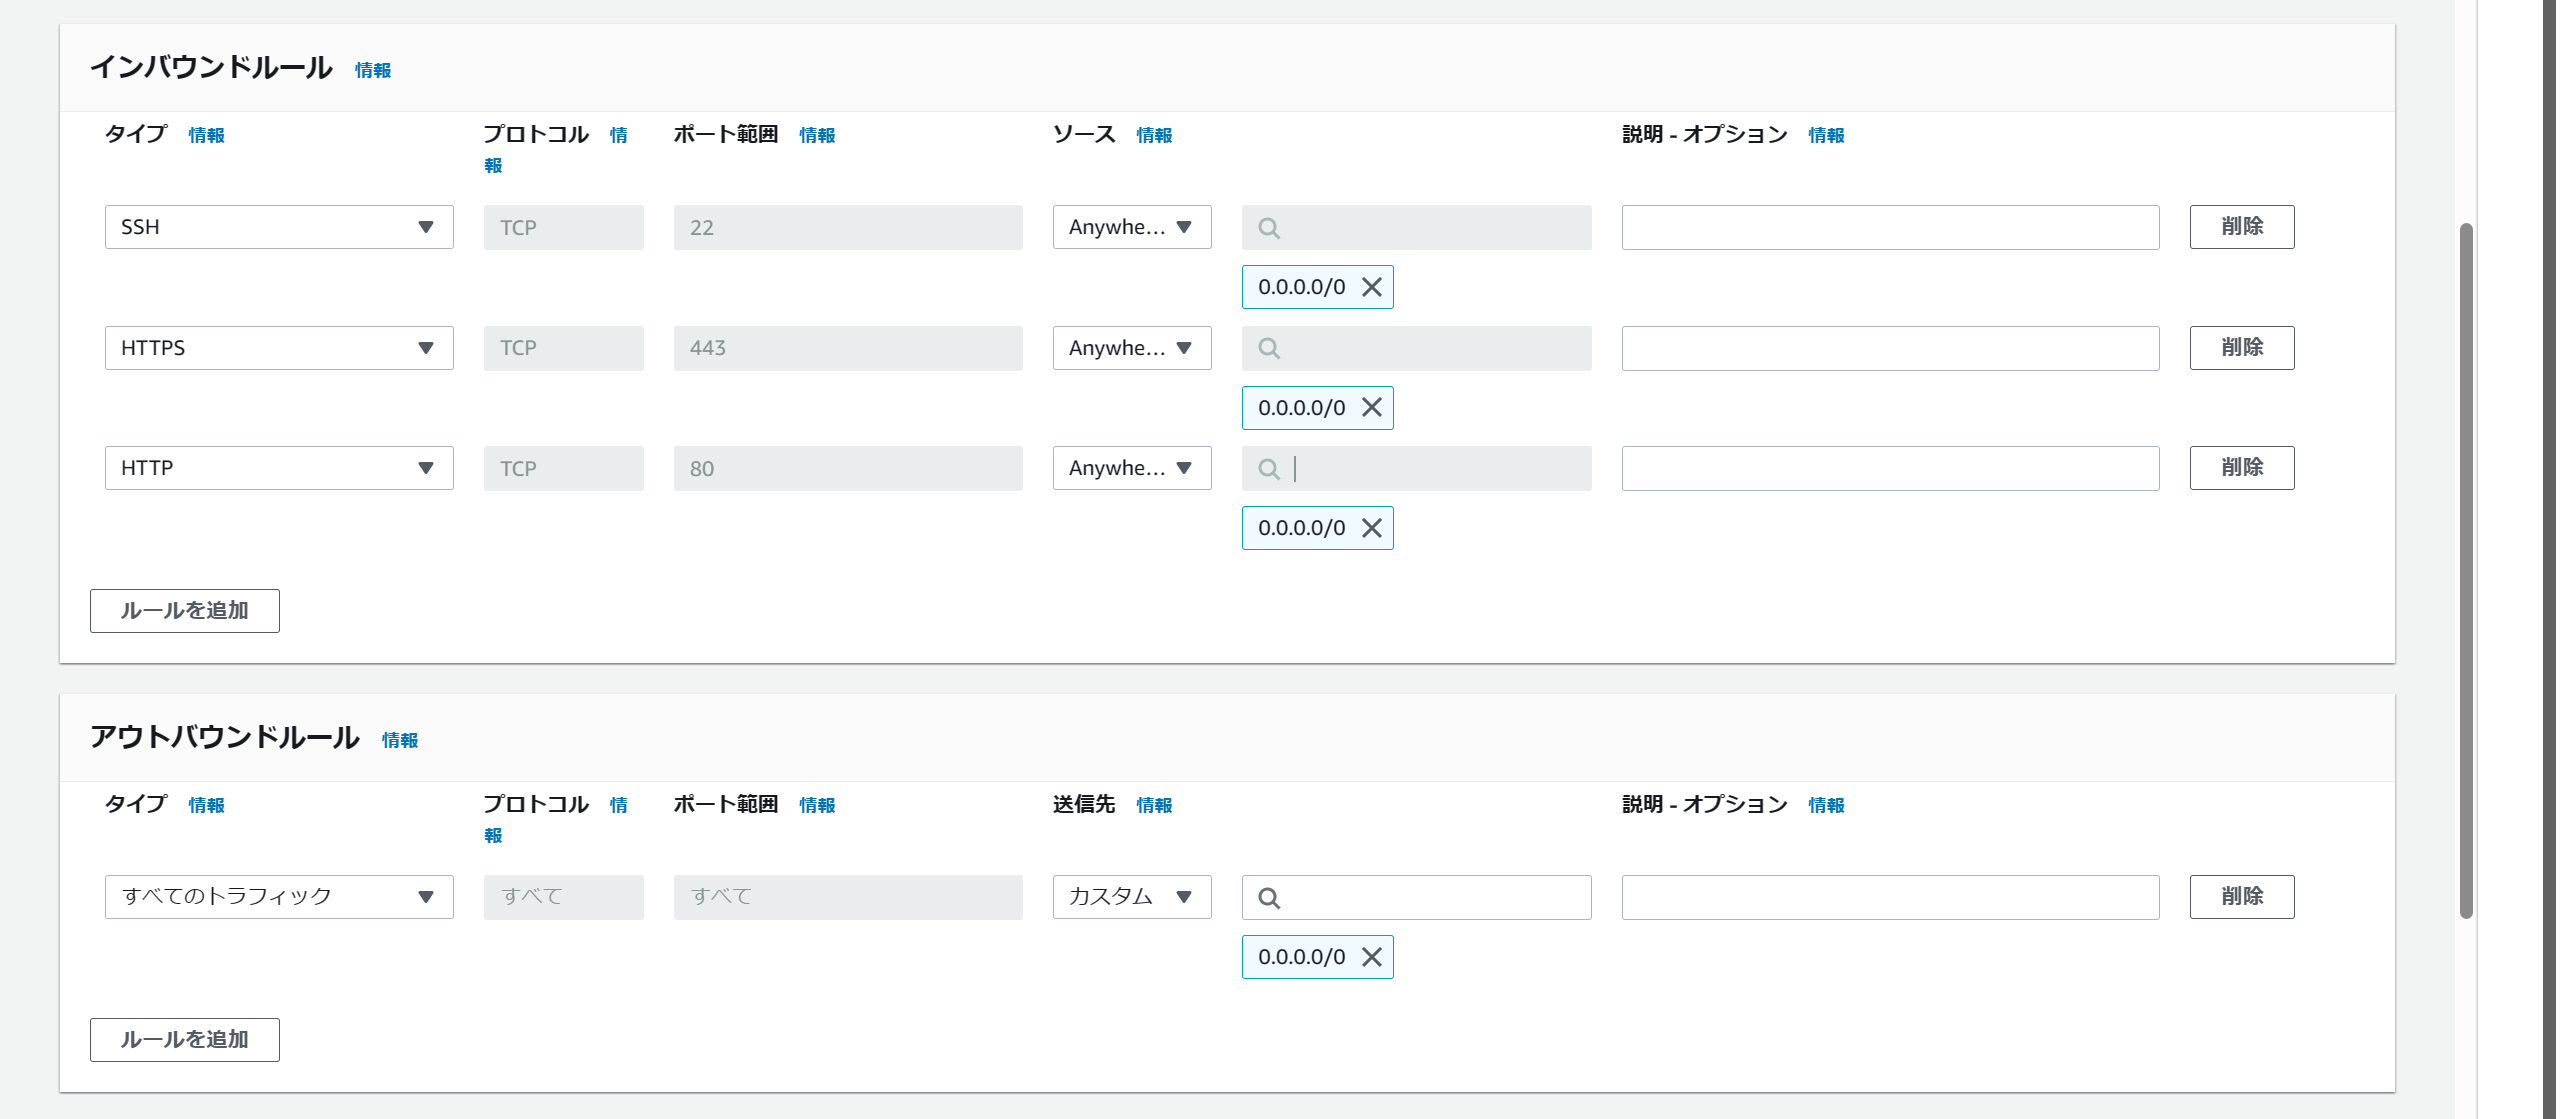 インバウンドルール 情報
タイプ 情報 プロトコル 情報 ポート範囲 情報 ソース 情報 説明 - オプション 情報
SSH TCP 22 Anywhe... 削除
0.0.0.0/0
HTTPS TCP 443 Anywhe... 削除
0.0.0.0/0
HTTP TCP 80 Anywhe... 削除
0.0.0.0/0
ルールを追加
アウトバウンドルール 情報
タイプ 情報 プロトコル 情報 ポート範囲 情報 送信先 情報 説明 - オプション 情報
すべてのトラフィック すべて すべて カスタム 削除
0.0.0.0/0
ルールを追加